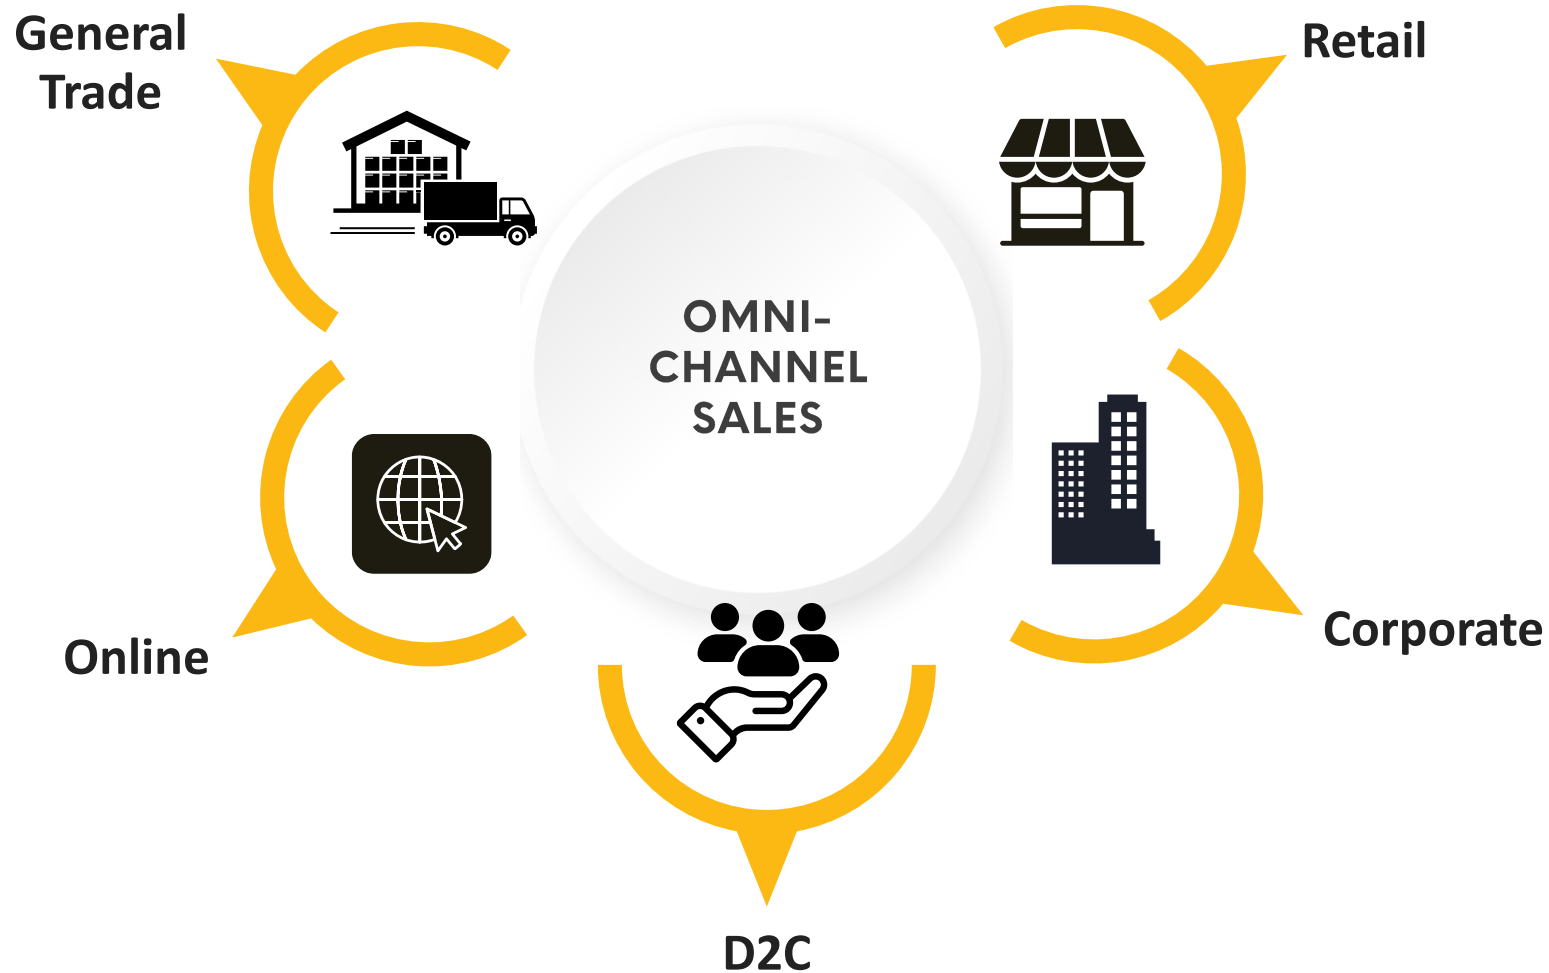 General
Trade
Retail
OMNI-
CHANNEL
SALES
Online
Corporate
D2C